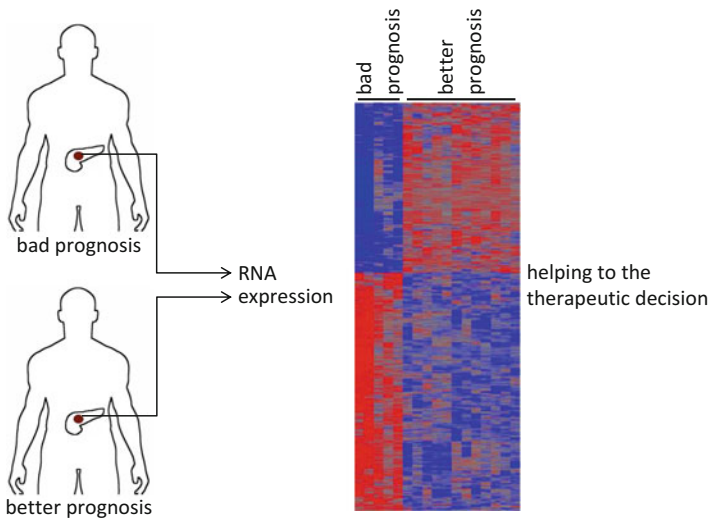 bad prognosis
better prognosis
bad prognosis
RNA
expression
better prognosis
helping to the
therapeutic decision